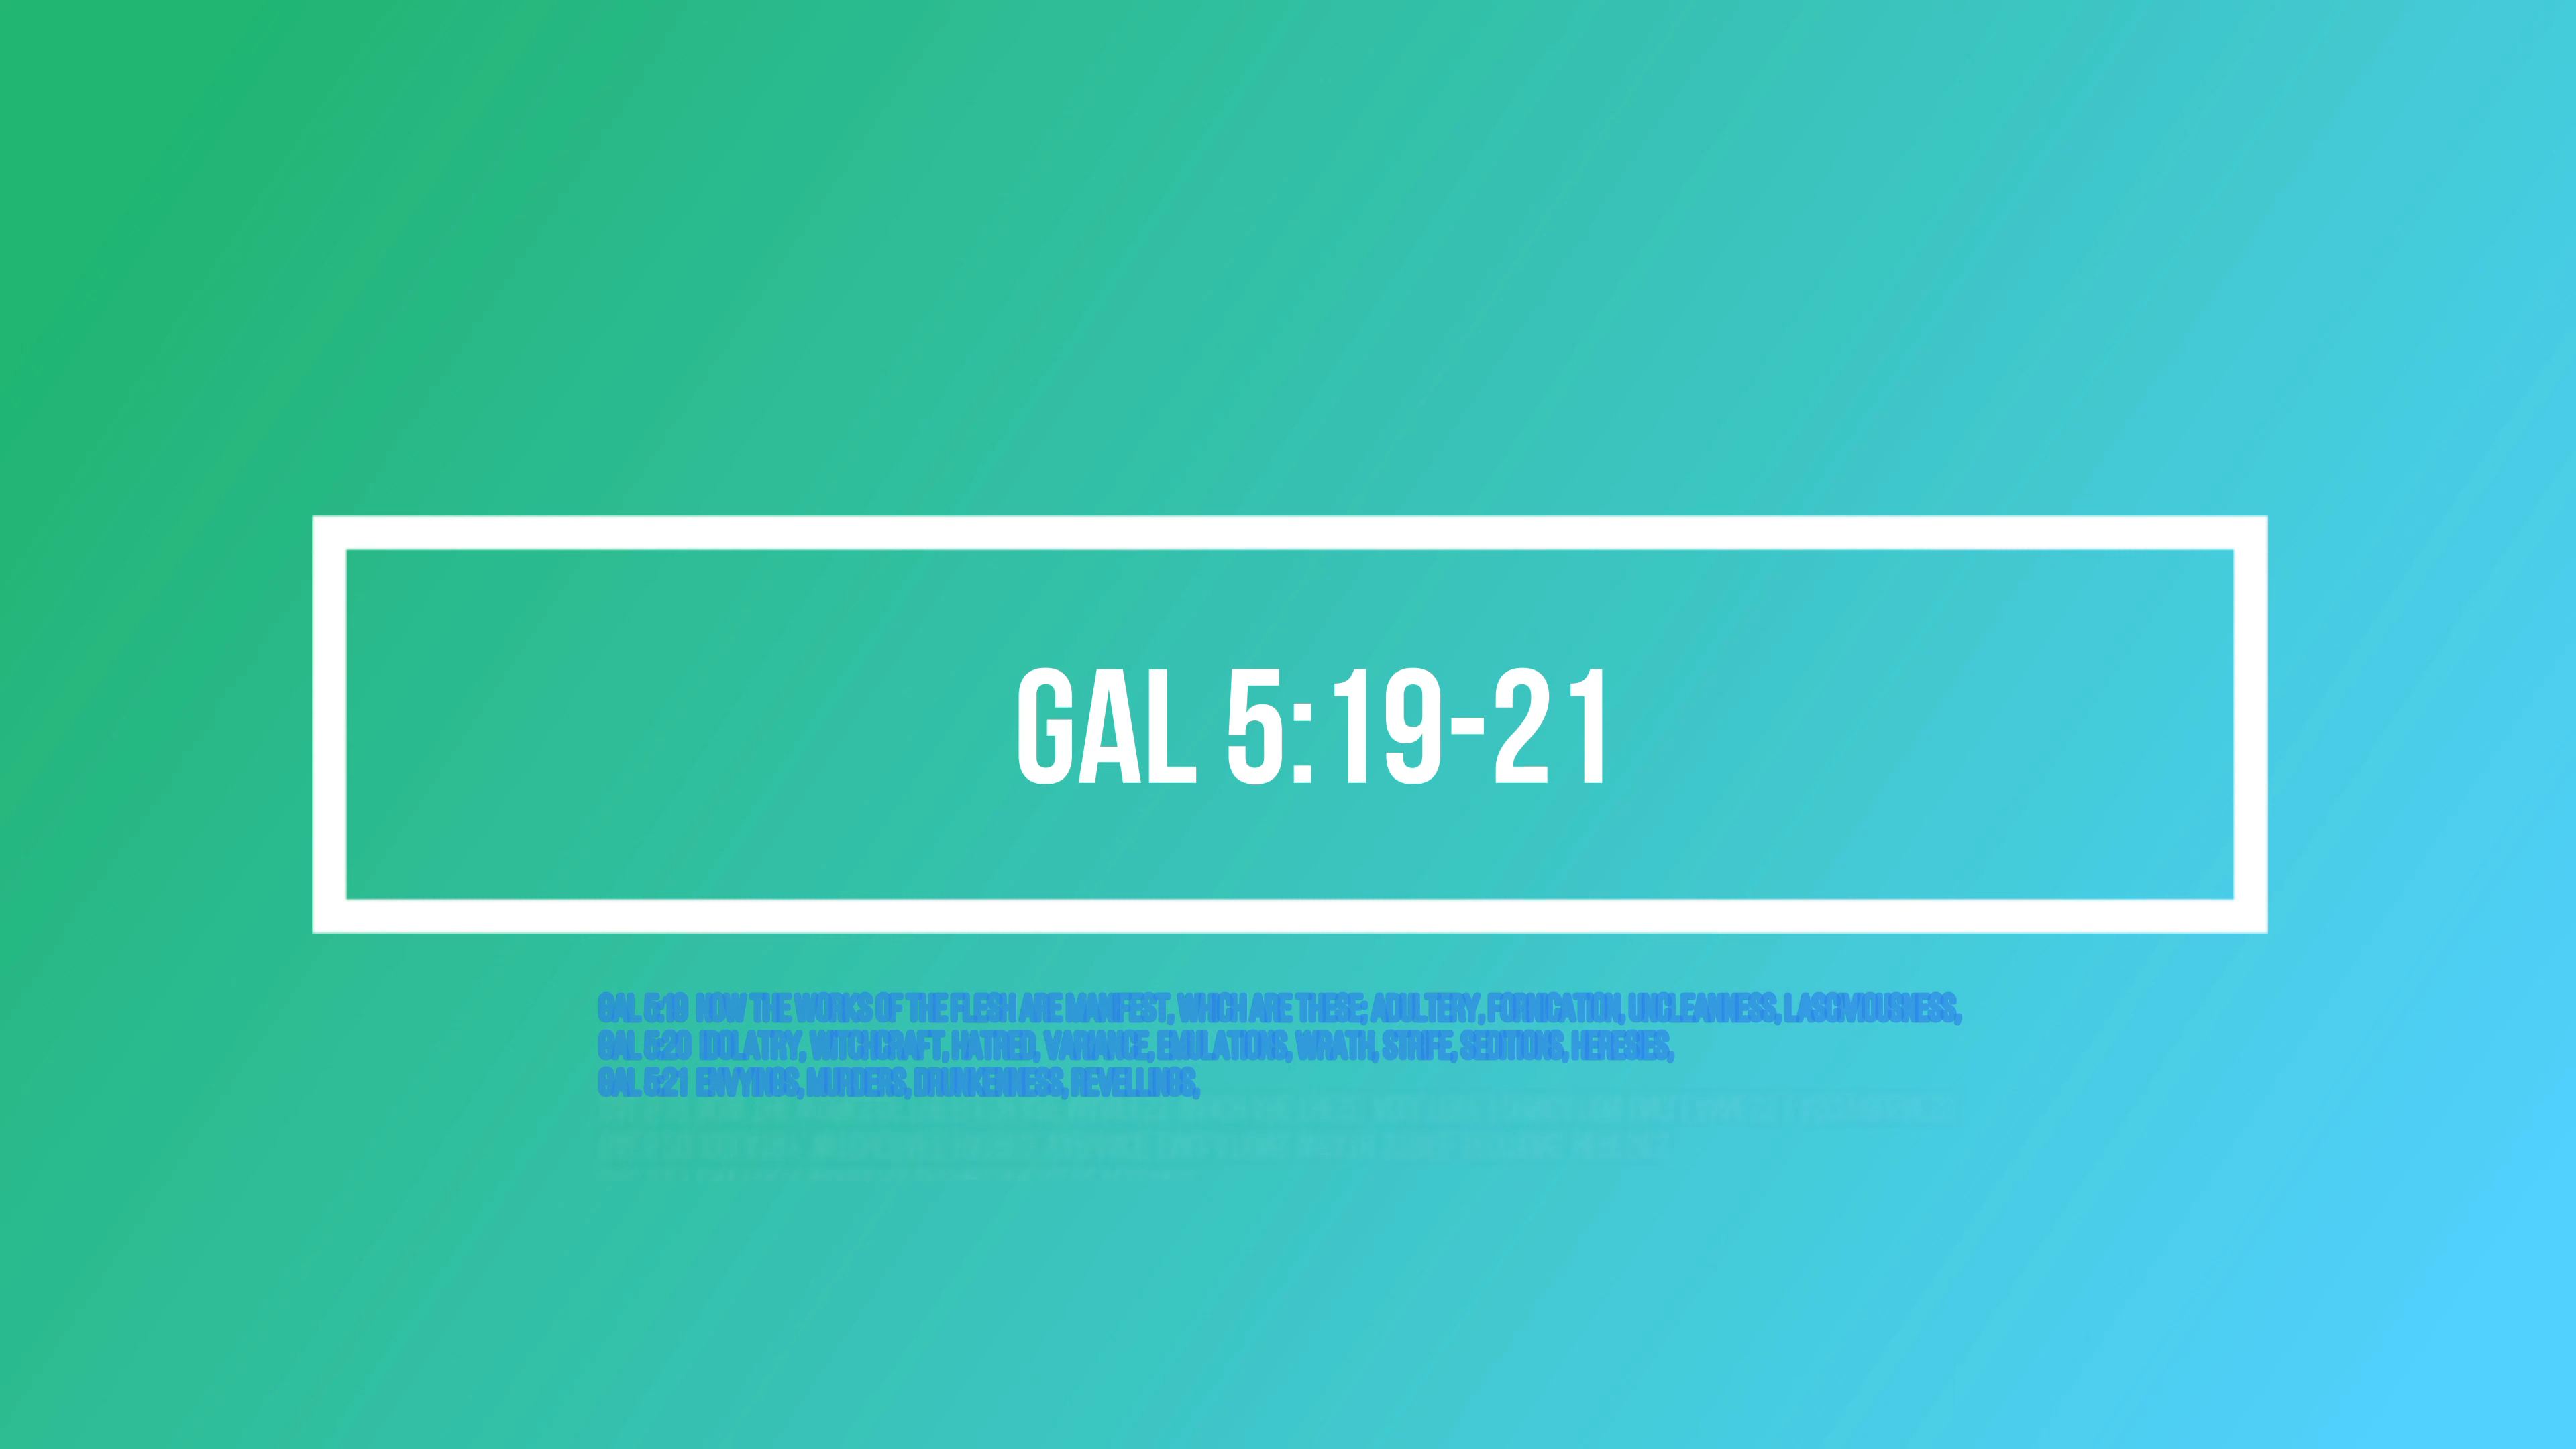 GAL 5:19-21
GAL 5:19 NOW THE WORKS OF THE FLESH ARE MANIFEST, WHICH ARE THESE; ADULTERY, FORNICATION, UNCLEANNESS, LASCIVIOUSNESS,
GAL 5:20 IDOLATRY, WITCHCRAFT, HATRED, VARIANCE, EMULATIONS, WRATH, STRIFE, SEDITIONS, HERESIES,
GAL 5:21 ENVYINGS, MURDERS, DRUNKENNESS, REVELLINGS,